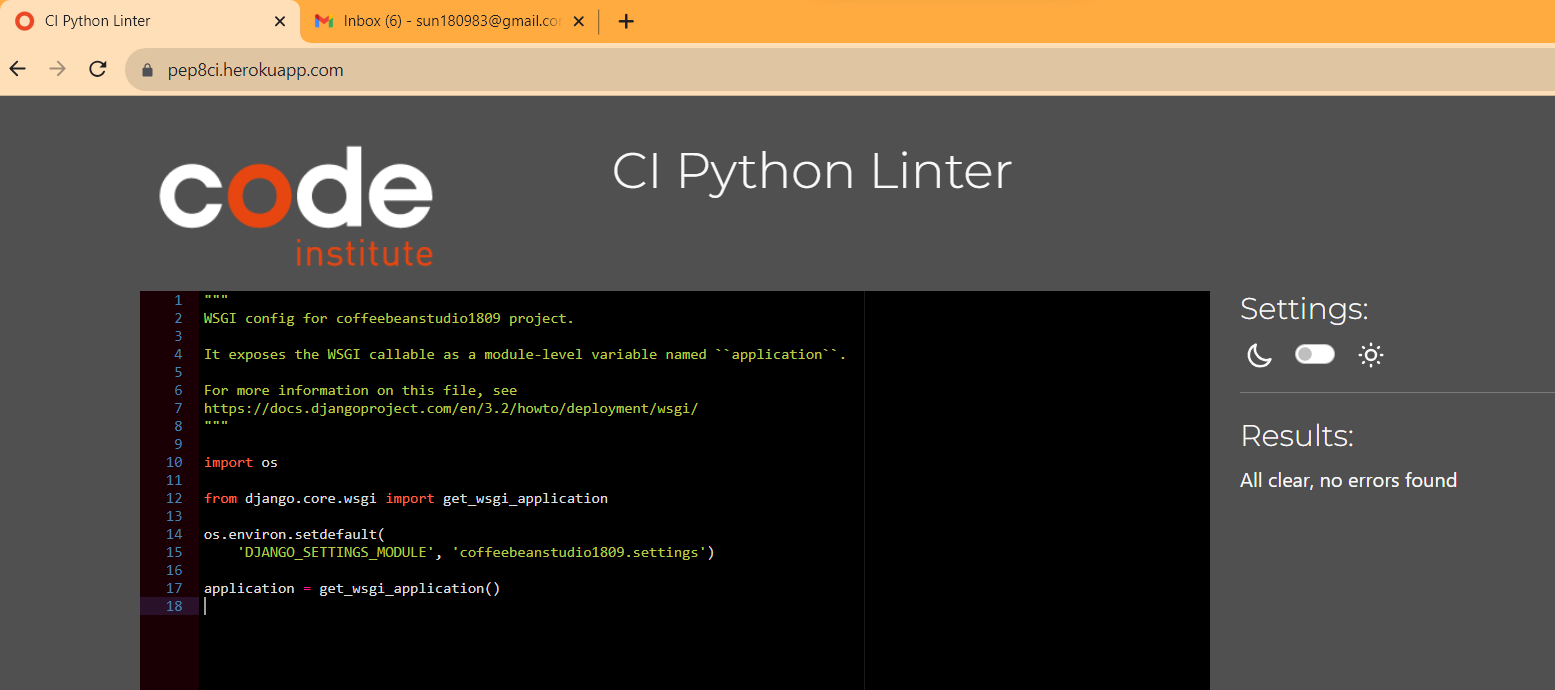 CI Python Linter
Inbox (6) - sun180983@gmail.co
pep8ci.herokuapp.com
code
institute
CI Python Linter
1 """
2 WSGI config for coffeebeanstudio1809 project.
3
4 It exposes the WSGI callable as a module-level variable named ``application``.
5
6 For more information on this file, see
7 https://docs.djangoproject.com/en/3.2/howto/deployment/wsgi/
8 """
9
10 import os
11
12 from django.core.wsgi import get_wsgi_application
13
14 os.environ.setdefault(
15     'DJANGO_SETTINGS_MODULE', 'coffeebeanstudio1809.settings')
16
17 application = get_wsgi_application()
18
Settings:
Results:
All clear, no errors found